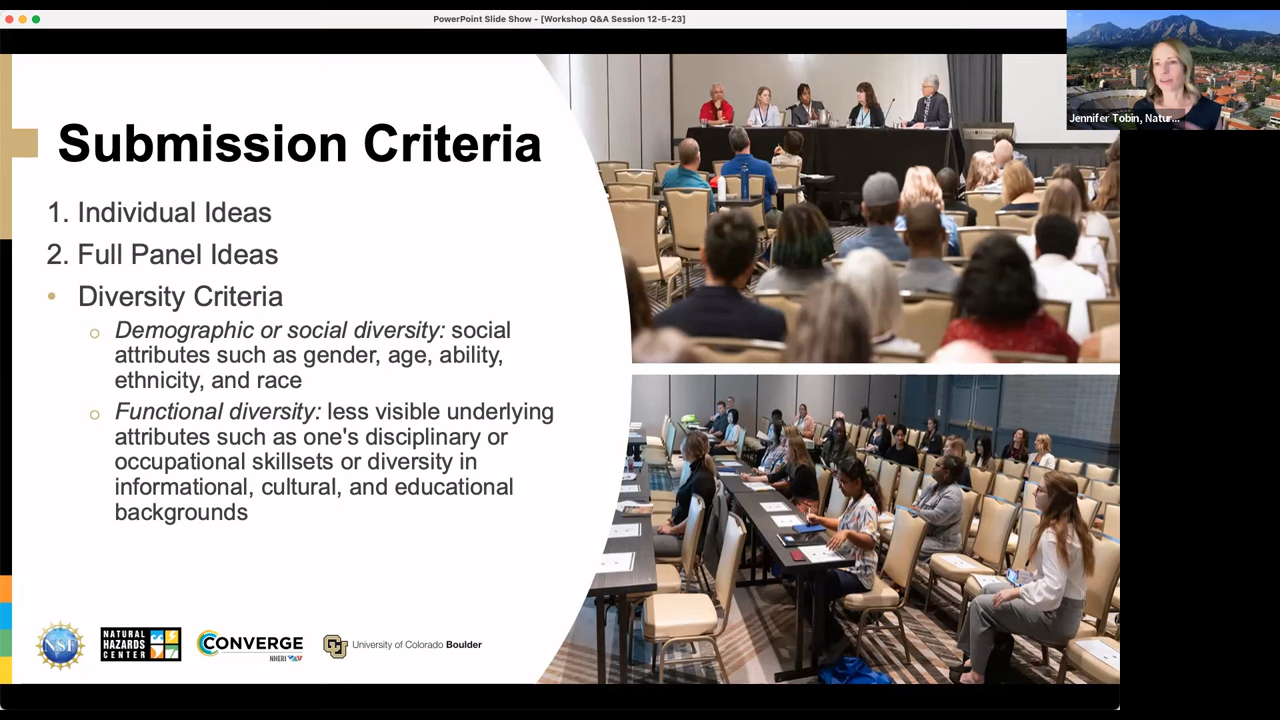 PowerPoint Slide Show - [Workshop Q&A Session 12-5-23]
Jennifer Tobin, Natur...
Submission Criteria
1. Individual Ideas
2. Full Panel Ideas
• Diversity Criteria
o Demographic or social diversity: social
attributes such as gender, age, ability,
ethnicity, and race
o Functional diversity: less visible underlying
attributes such as one's disciplinary or
occupational skillsets or diversity in
informational, cultural, and educational
backgrounds
NSF
NATURAL
HAZARDS
CENTER
CONVERGE
NHERI
CU
University of Colorado Boulder